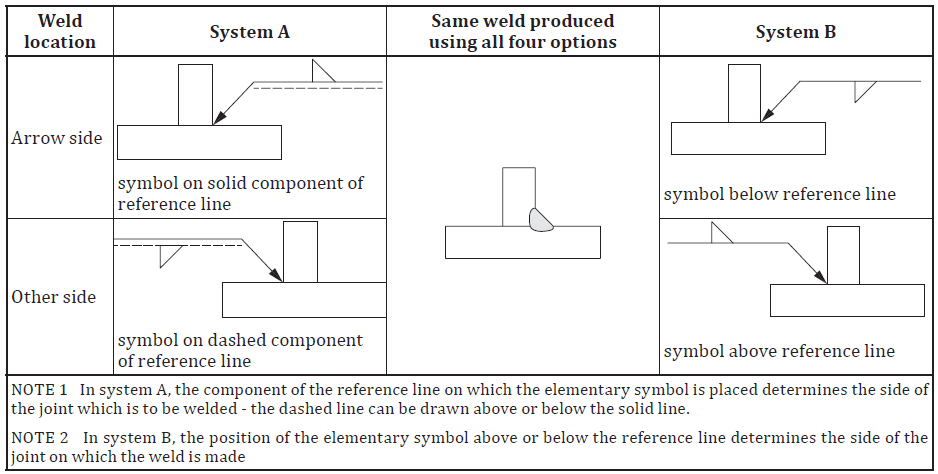 Weld
location
System A
Same weld produced
using all four options
System B
Arrow side
symbol on solid component of
reference line
symbol below reference line
Other side
symbol on dashed component
of reference line
symbol above reference line
NOTE 1 In system A, the component of the reference line on which the elementary symbol is placed determines the side of
the joint which is to be welded - the dashed line can be drawn above or below the solid line.
NOTE 2 In system B, the position of the elementary symbol above or below the reference line determines the side of the
joint on which the weld is made